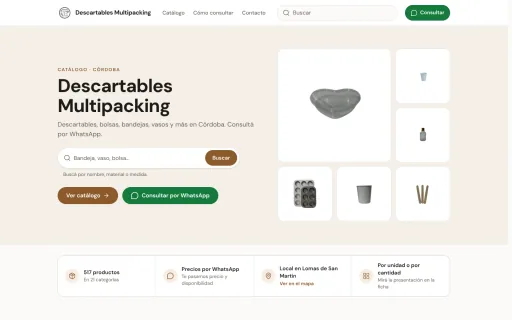 Descartables Multipacking
Catálogo
Cómo consultar
Contacto
Buscar
Consultar
CATÁLOGO · CÓRDOBA
Descartables
Multipacking
Descartables, bolsas, bandejas, vasos y más en Córdoba. Consultá
por WhatsApp.
Bandeja, vaso, bolsa…
Buscar
Buscá por nombre, material o medida.
Ver catálogo →
Consultar por WhatsApp
517 productos
En 21 categorías
Precios por WhatsApp
Te pasamos precio y
disponibilidad
Local en Lomas de San
Martín
Ver en el mapa
Por unidad o por
cantidad
Mirá la presentación en la
ficha